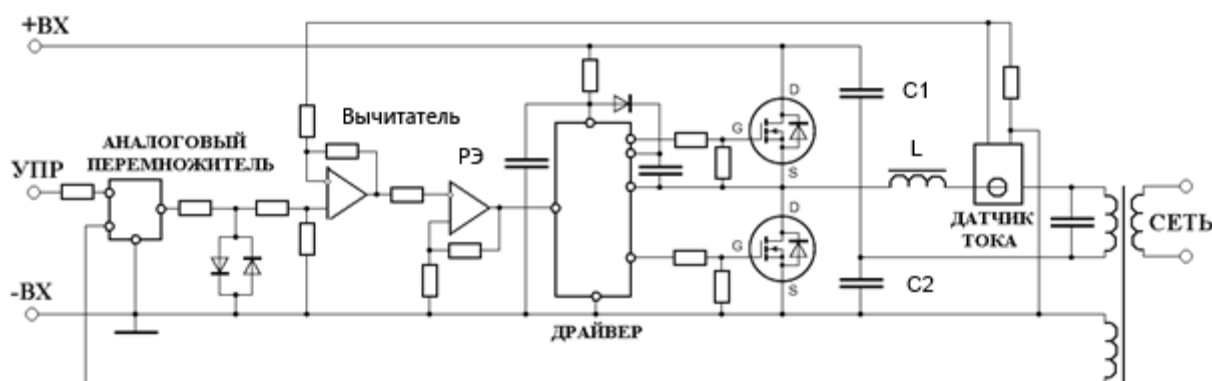 +ВХ
D
C1
Вычитатель
G
АНАЛОГОВЫЙ
ПЕРЕМНОЖИТЕЛЬ
РЭ
УПР
S
L
D
ДАТЧИК
ТОКА
СЕТЬ
G
-ВХ
S
C2
ДРАЙВЕР